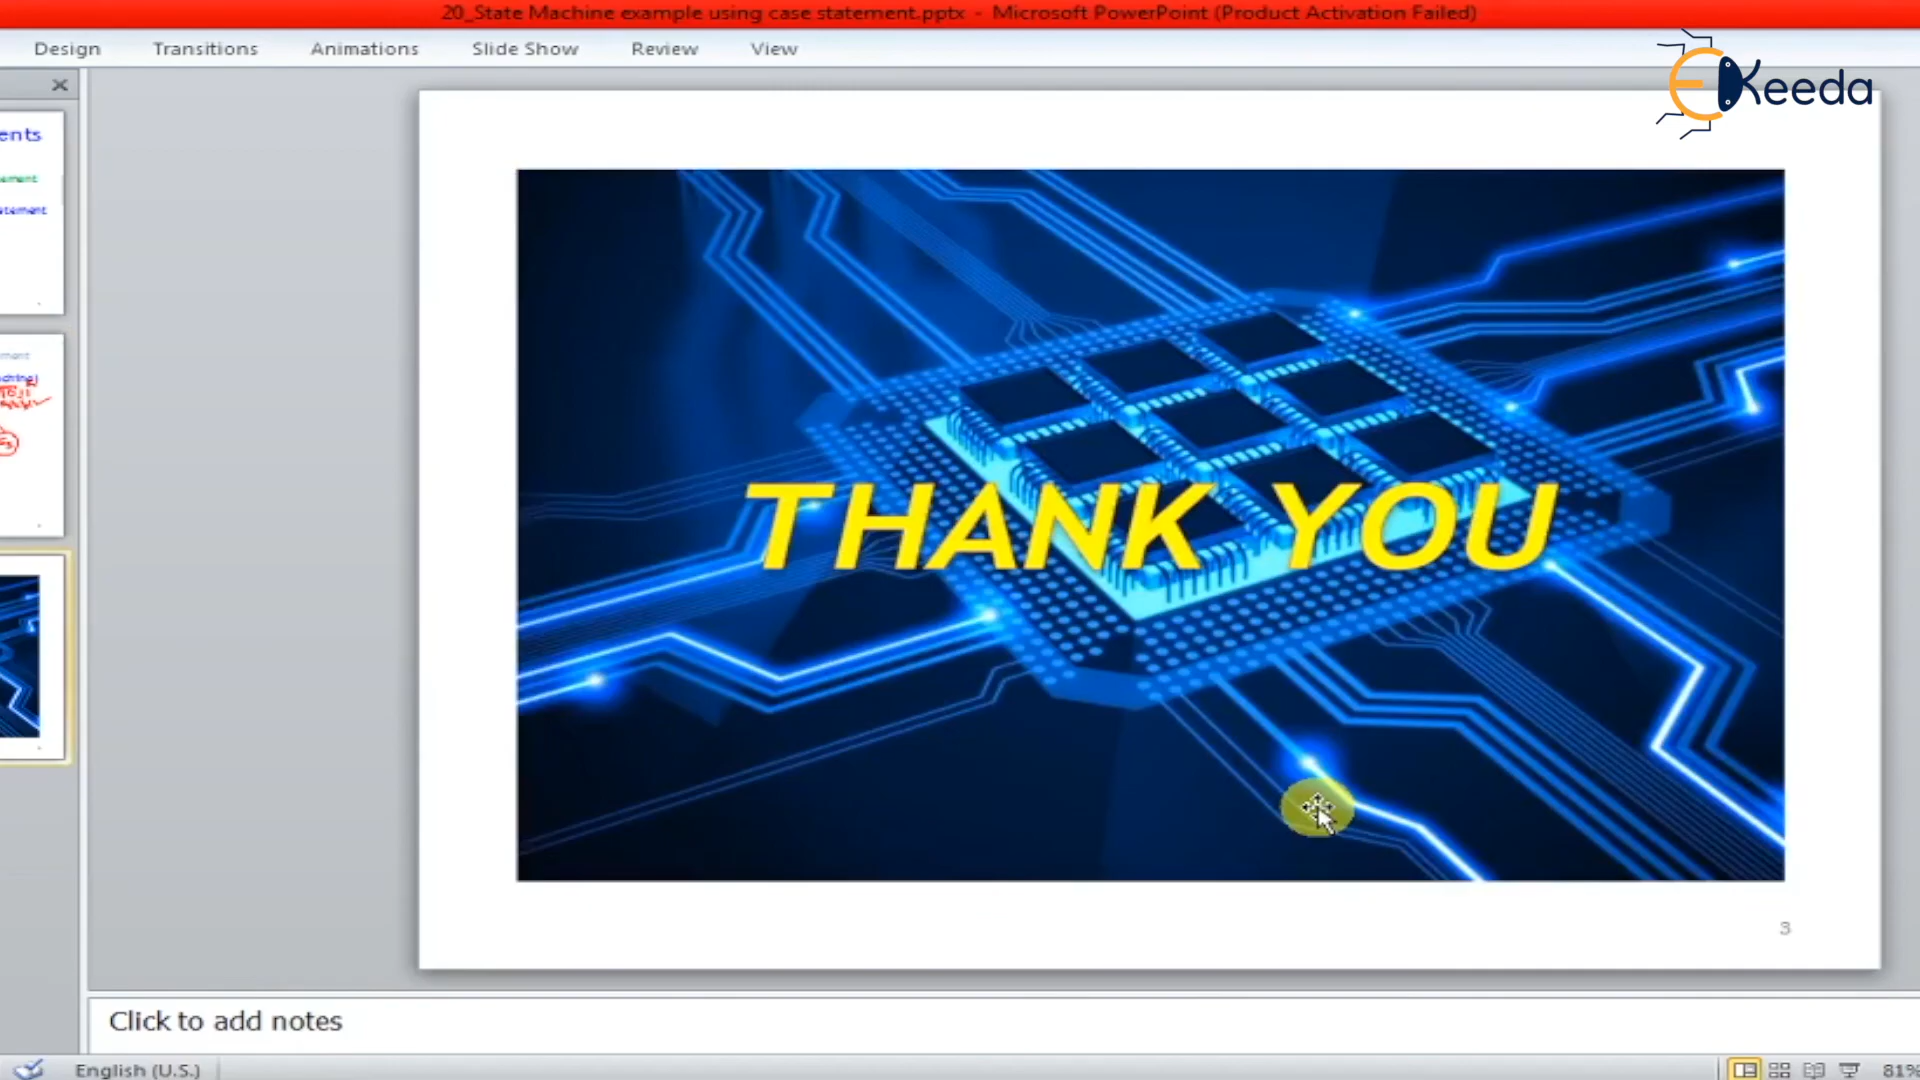 20_State Machine example using case statement.pptx - Microsoft PowerPoint (Product Activation Failed)
Design Transitions Animations Slide Show Review View
Keeda
THANK YOU
3
Click to add notes
English (U.S.)
81%